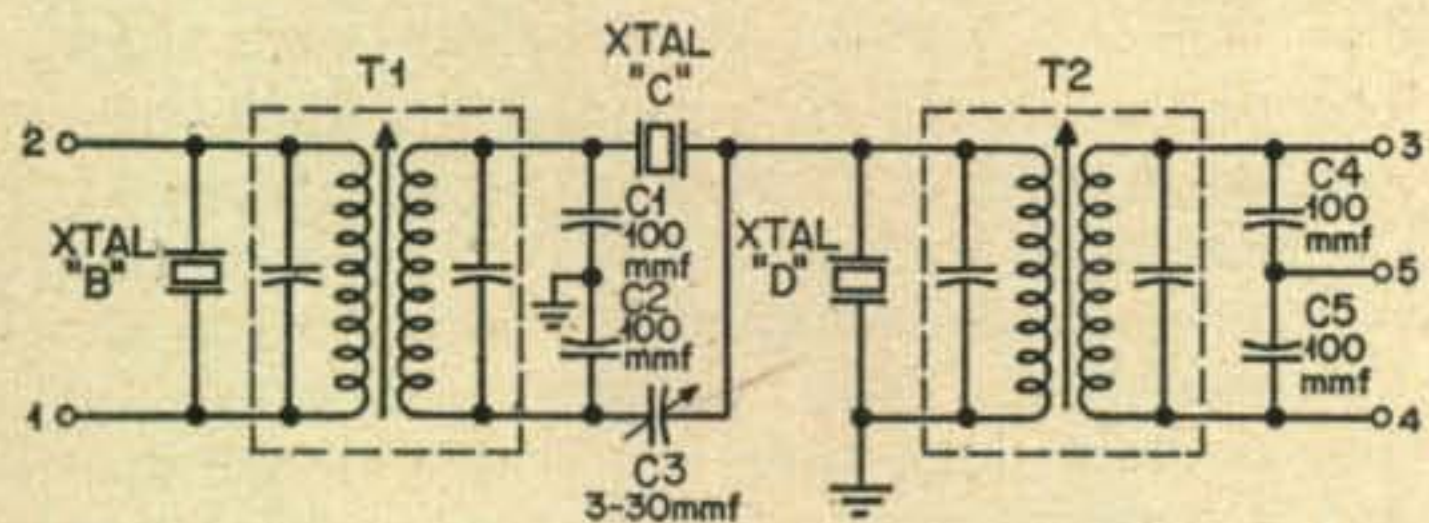 XTAL
"C"
T1
T2
2
3
C1
100
mmf
C4
100
mmf
XTAL
"B"
XTAL
"D"
5
C2
100
mmf
C5
100
mmf
1
4
C3
3-30mmf